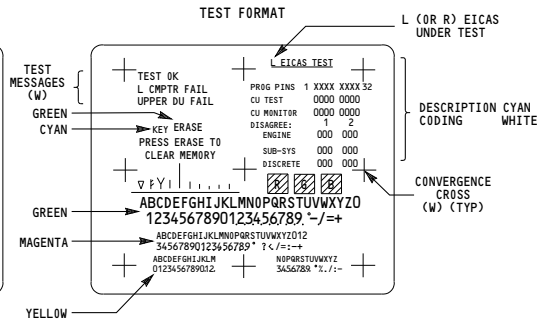 TEST FORMAT
L (OR R) EICAS
UNDER TEST
TEST
MESSAGES
(W)
GREEN
CYAN
GREEN
MAGENTA
YELLOW
L EICAS TEST
TEST OK
L CMPTR FAIL
UPPER DU FAIL
KEY ERASE
PRESS ERASE TO
CLEAR MEMORY
PROG PINS 1 XXXX XXXX 32
CU TEST 0000 0000
CU MONITOR 0000 0000
DISAGREE: 1 2
ENGINE 000 000
SUB-SYS 000 000
DISCRETE 000 000
R G B
ABCDEFGHIJKLMNOPQRSTUVWXYZ0
1234567890123456789.°-/=+
ABCDEFGHIJKLMNOPQRSTUVWXYZ012
34567890123456789° ?</=:-+
ABCDEFGHIJKLM
0123456789012.
NOPQRSTUVWXYZ
3456789.°%./:-
DESCRIPTION CYAN
CODING WHITE
CONVERGENCE
CROSS
(W) (TYP)